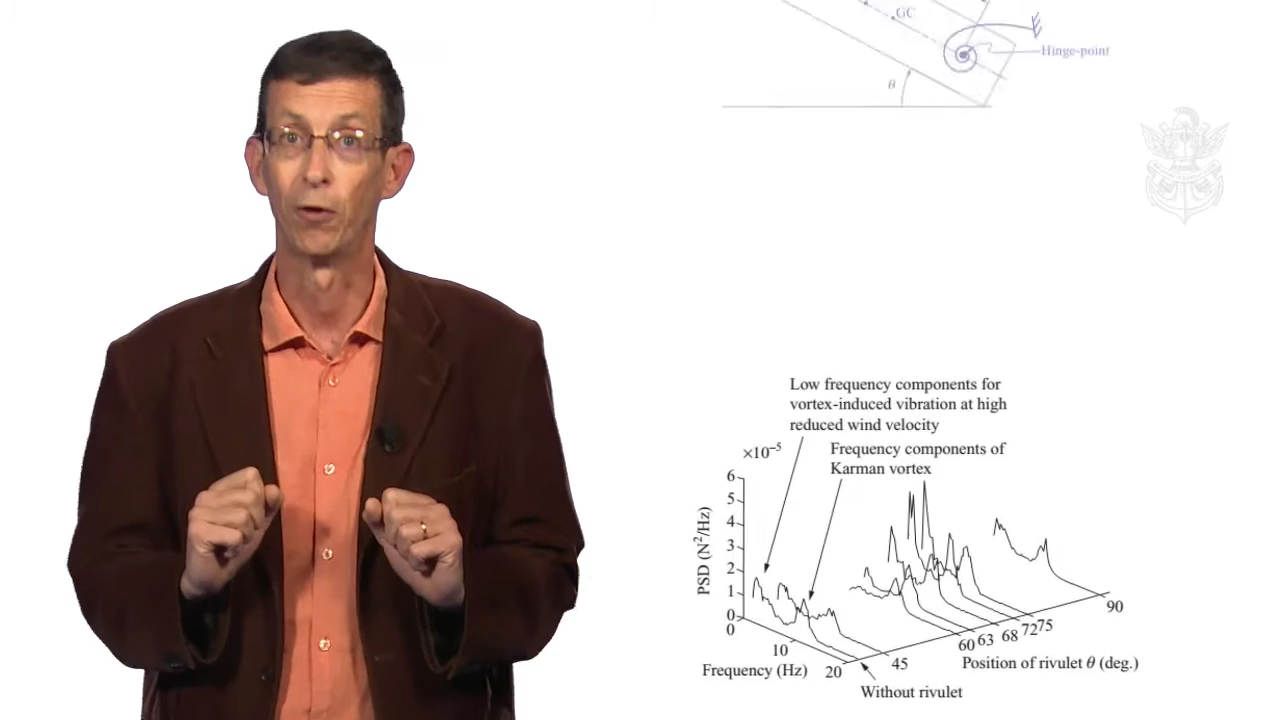 GC
Hinge-point
θ
Low frequency components for
vortex-induced vibration at high
reduced wind velocity
Frequency components of
Karman vortex
×10⁻⁵
6
5
4
3
2
1
0
PSD (N²/Hz)
0
10
20
Frequency (Hz)
Without rivulet
45
60
63
68
72
75
90
Position of rivulet θ (deg.)